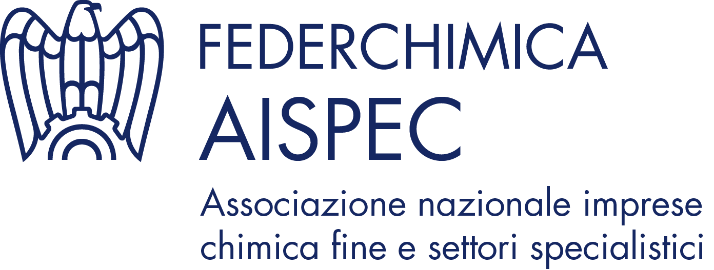 FEDERCHIMICA
AISPEC
Associazione nazionale imprese
chimica fine e settori specialistici